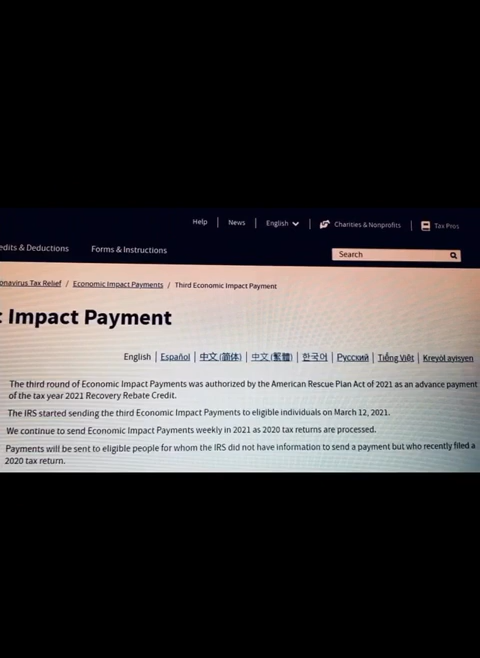 Help | News | English | Charities & Nonprofits | Tax Pros
edits & Deductions Forms & Instructions
Search
onavirus Tax Relief / Economic Impact Payments / Third Economic Impact Payment
: Impact Payment
English | Español | 中文 (简体) | 中文 (繁體) | 한국어 | Русский | Tiếng Việt | Kreyòl ayisyen
The third round of Economic Impact Payments was authorized by the American Rescue Plan Act of 2021 as an advance payment
of the tax year 2021 Recovery Rebate Credit.
The IRS started sending the third Economic Impact Payments to eligible individuals on March 12, 2021.
We continue to send Economic Impact Payments weekly in 2021 as 2020 tax returns are processed.
Payments will be sent to eligible people for whom the IRS did not have information to send a payment but who recently filed a
2020 tax return.